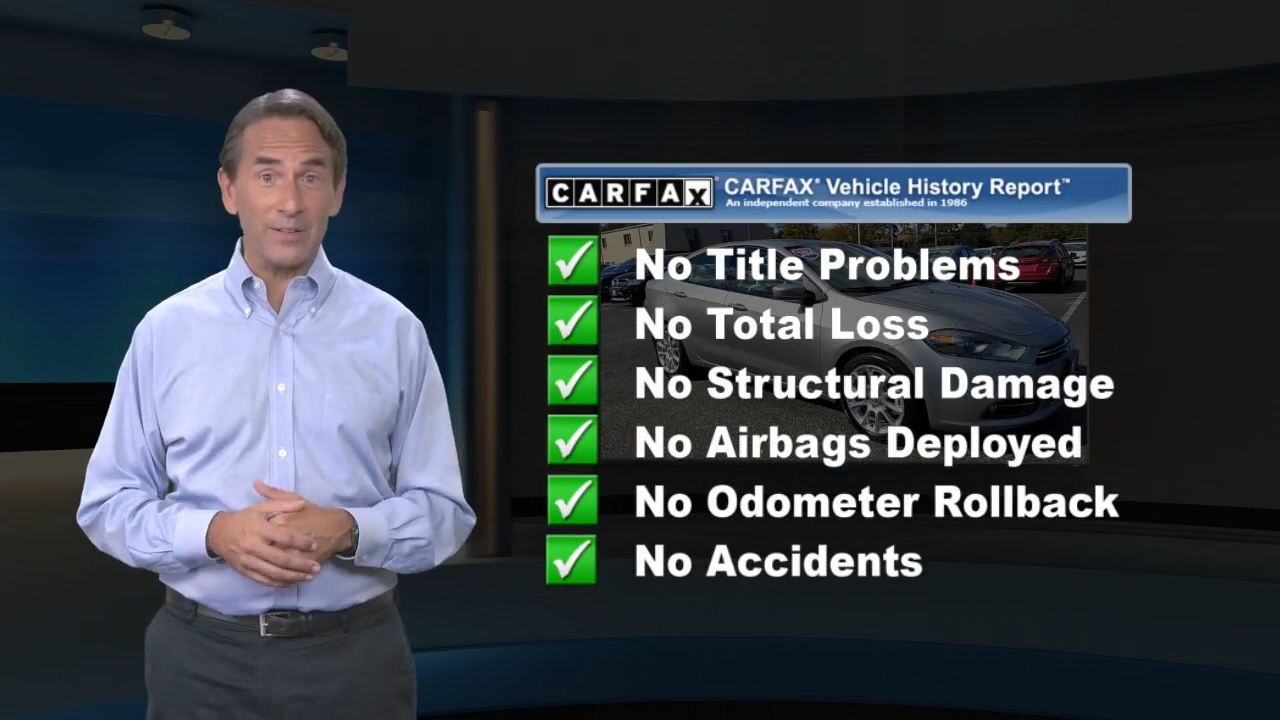 CARFAX
CARFAX® Vehicle History Report™
An independent company established in 1986
No Title Problems
No Total Loss
No Structural Damage
No Airbags Deployed
No Odometer Rollback
No Accidents